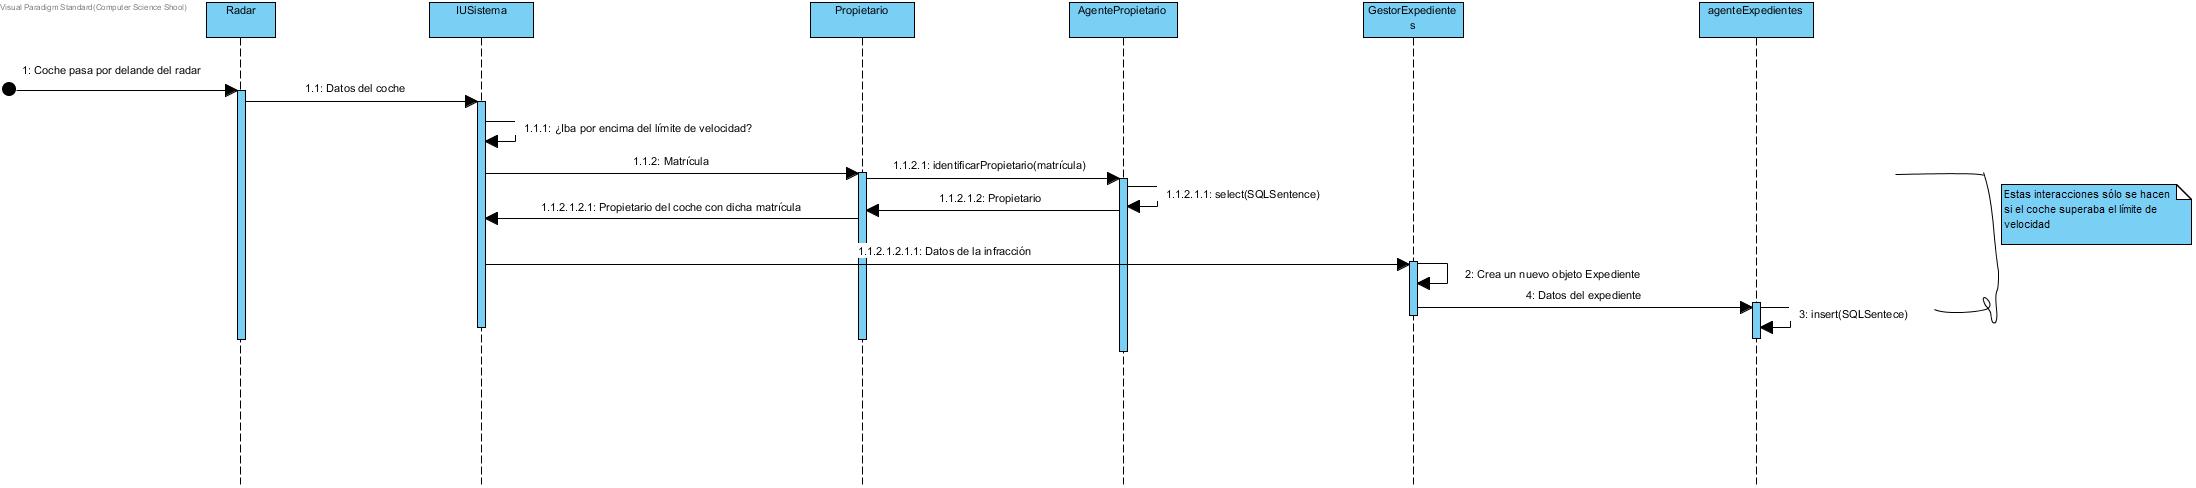 Visual Paradigm Standard(Computer Science Shool)
Radar
IUSistema
Propietario
AgentePropietario
GestorExpediente
s
agenteExpedientes
1: Coche pasa por delande del radar
1.1: Datos del coche
1.1.1: ¿Iba por encima del límite de velocidad?
1.1.2: Matrícula
1.1.2.1: identificarPropietario(matrícula)
1.1.2.1.1: select(SQLSentence)
1.1.2.1.2: Propietario
1.1.2.1.2.1: Propietario del coche con dicha matrícula
Estas interacciones sólo se hacen
si el coche superaba el límite de
velocidad
1.1.2.1.2.1.1: Datos de la infracción
2: Crea un nuevo objeto Expediente
4: Datos del expediente
3: insert(SQLSentece)